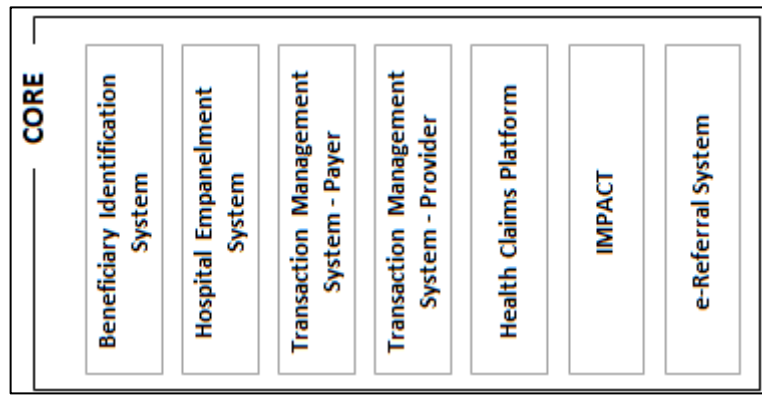 CORE
Beneficiary Identification
System
Hospital Empanelment
System
Transaction Management
System - Payer
Transaction Management
System - Provider
Health Claims Platform
IMPACT
e-Referral System